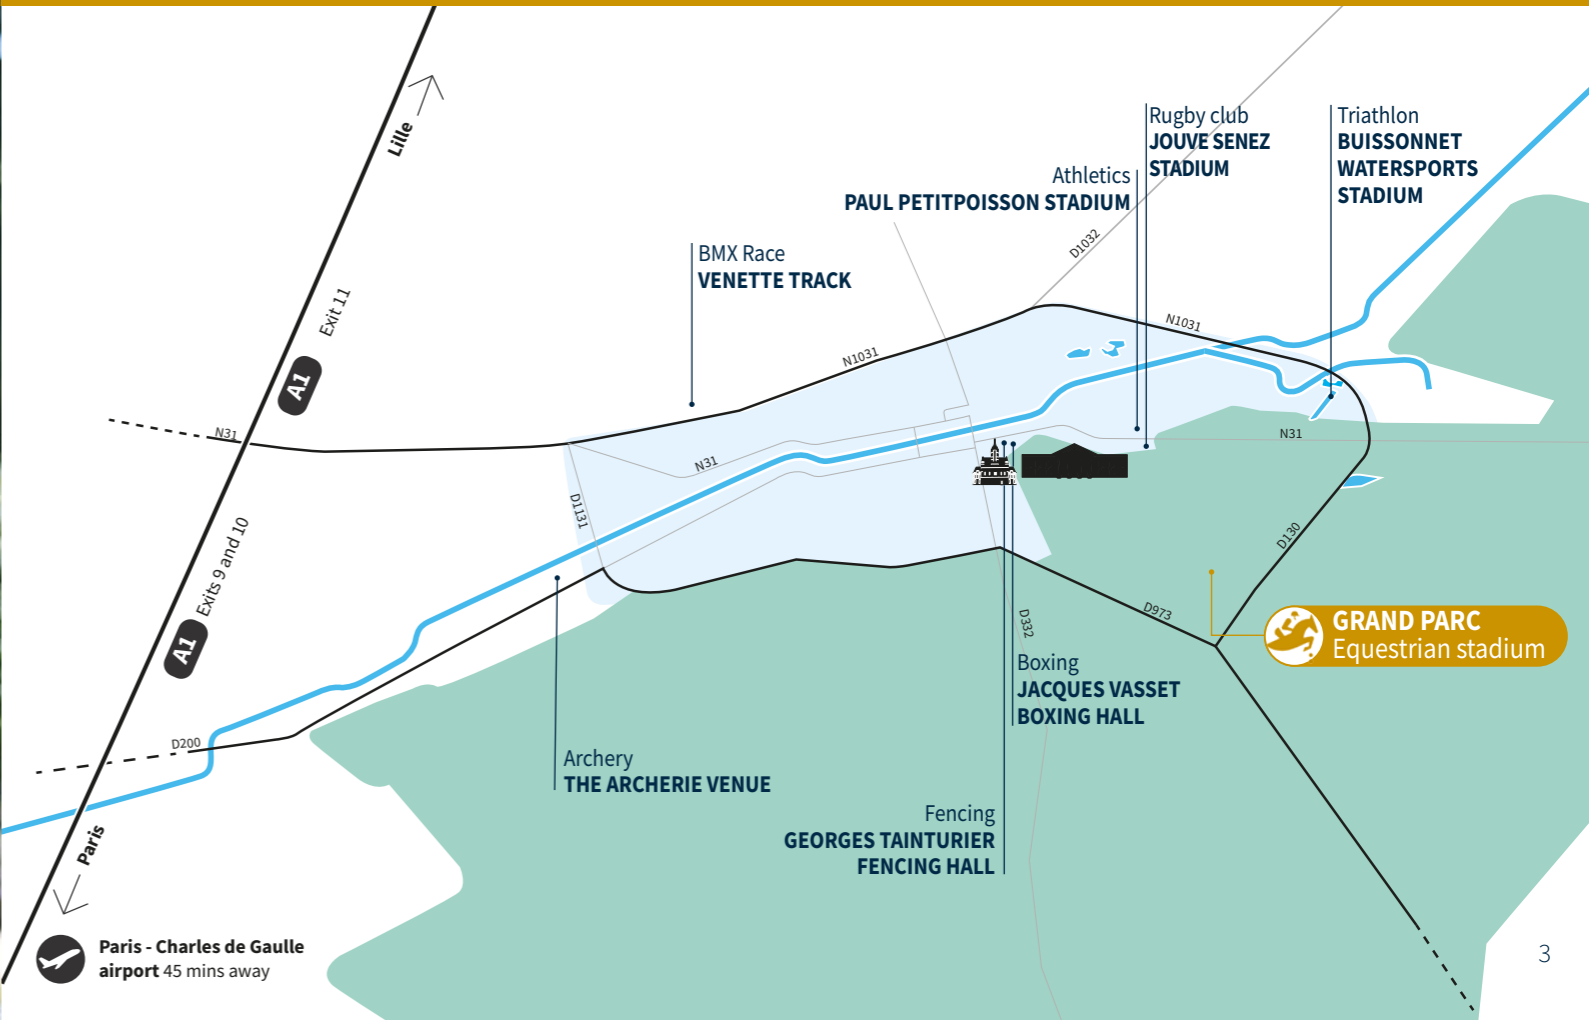 Lille
Exit 11
A1
Exits 9 and 10
A1
Paris
Paris - Charles de Gaulle
airport 45 mins away
N31
D200
BMX Race
VENETTE TRACK
N1031
N31
D1131
Athletics
PAUL PETITPOISSON STADIUM
Rugby club
JOUVE SENEZ
STADIUM
Triathlon
BUISSONNET
WATERSPORTS
STADIUM
D1032
N1031
N31
D130
D973
D332
GRAND PARC
Equestrian stadium
Boxing
JACQUES VASSET
BOXING HALL
Archery
THE ARCHERIE VENUE
Fencing
GEORGES TAINTURIER
FENCING HALL
3